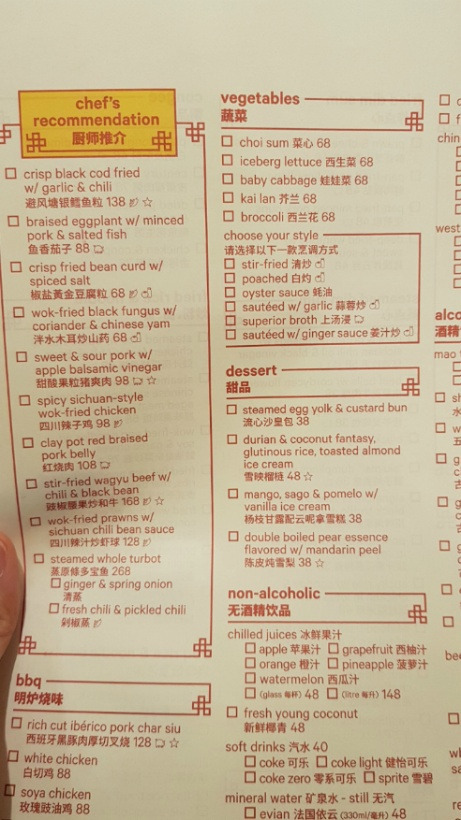 chef's
recommendation
厨师推介
crisp black cod fried
w/ garlic & chili
避风塘银鳕鱼粒 138
braised eggplant w/ minced
pork & salted fish
鱼香茄子 88
crisp fried bean curd w/
spiced salt
椒盐黃金豆腐粒 68
wok-fried black fungus w/
coriander & chinese yam
泮水木耳炒山药 68
sweet & sour pork w/
apple balsamic vinegar
甜酸果粒猪爽肉 98
spicy sichuan-style
wok-fried chicken
四川辣子鸡 98
clay pot red braised
pork belly
红烧肉 108
stir-fried wagyu beef w/
chili & black bean
豉椒腰果炒和牛 168
wok-fried prawns w/
sichuan chili bean sauce
四川辣汁炒虾球 128
steamed whole turbot
蒸原條多宝鱼 268
ginger & spring onion
清蒸
fresh chili & pickled chili
剁椒蒸
bbq
明炉烧味
rich cut ibérico pork char siu
西班牙黑豚肉厚切叉烧 128
white chicken
白切鸡 88
soya chicken
玫瑰豉油鸡 88
vegetables
蔬菜
choi sum 菜心 68
iceberg lettuce 西生菜 68
baby cabbage 蛙娃菜 68
kai lan 芥兰 68
broccoli 西兰花 68
choose your style
请选择以下一款烹调方式
stir-fried 清炒
poached 白灼
oyster sauce 蚝油
sautéed w/ garlic 蒜蓉炒
superior broth 上汤浸
sautéed w/ ginger sauce 姜汁炒
dessert
甜品
steamed egg yolk & custard bun
流心沙皇包 38
durian & coconut fantasy,
glutinous rice, toasted almond
ice cream
雪映榴梿 48
mango, sago & pomelo w/
vanilla ice cream
杨枝甘露配云呢拿雪糕 38
double boiled pear essence
flavored w/ mandarin peel
陈皮炖雪梨 38
non-alcoholic
无酒精饮品
chilled juices 冰鲜果汁
apple 苹果汁 grapefruit 西柚汁
orange 橙汁 pineapple 菠萝汁
watermelon 西瓜汁
(glass 每杯) 48 (litre 每升) 148
fresh young coconut
新鲜椰青 48
soft drinks 汽水 40
coke 可乐 coke light 健怡可乐
coke zero 零系可乐 sprite 雪碧
mineral water 矿泉水 - still 无汽
evian 法国依云 (330ml/毫升) 48
chin
west
alco
酒精
mao